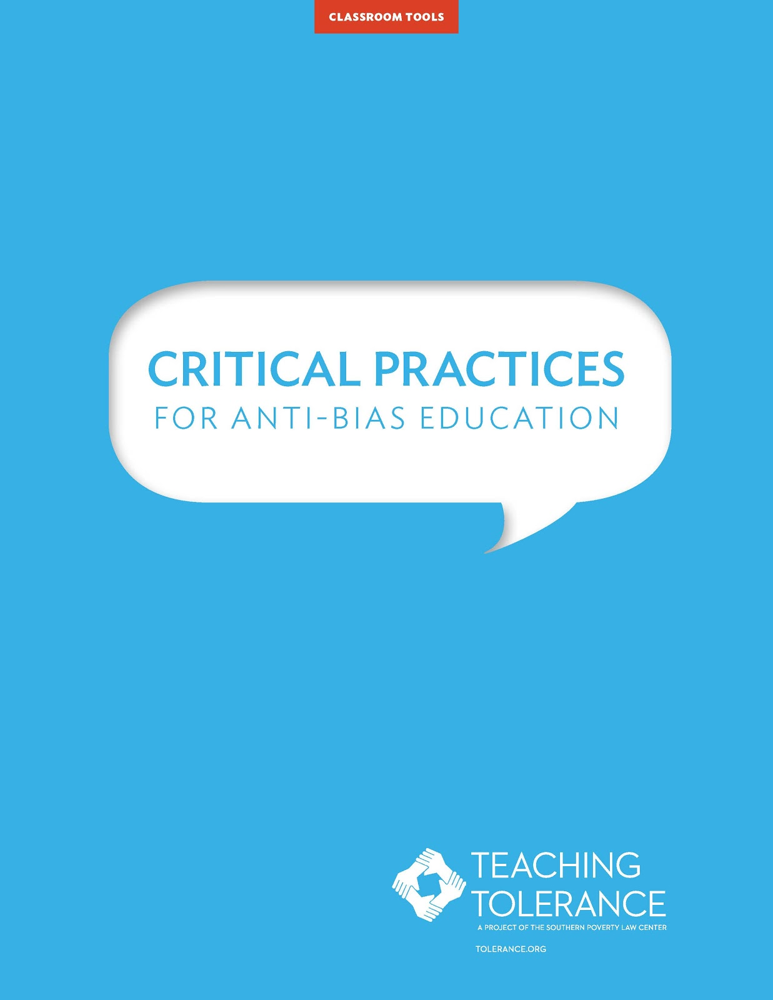 CLASSROOM TOOLS
CRITICAL PRACTICES
FOR ANTI-BIAS EDUCATION
TEACHING
TOLERANCE
A PROJECT OF THE SOUTHERN POVERTY LAW CENTER
TOLERANCE.ORG